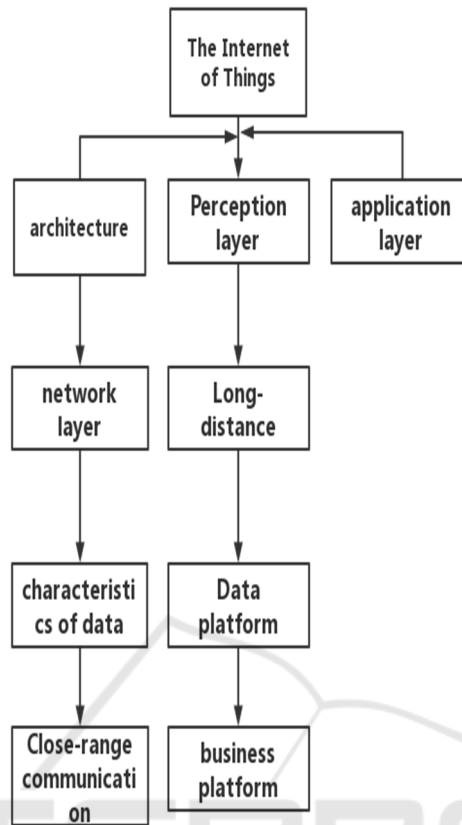 The Internet
of Things
architecture
Perception
layer
application
layer
network
layer
Long-
distance
characteristi
cs of data
Data
platform
Close-range
communicati
on
business
platform